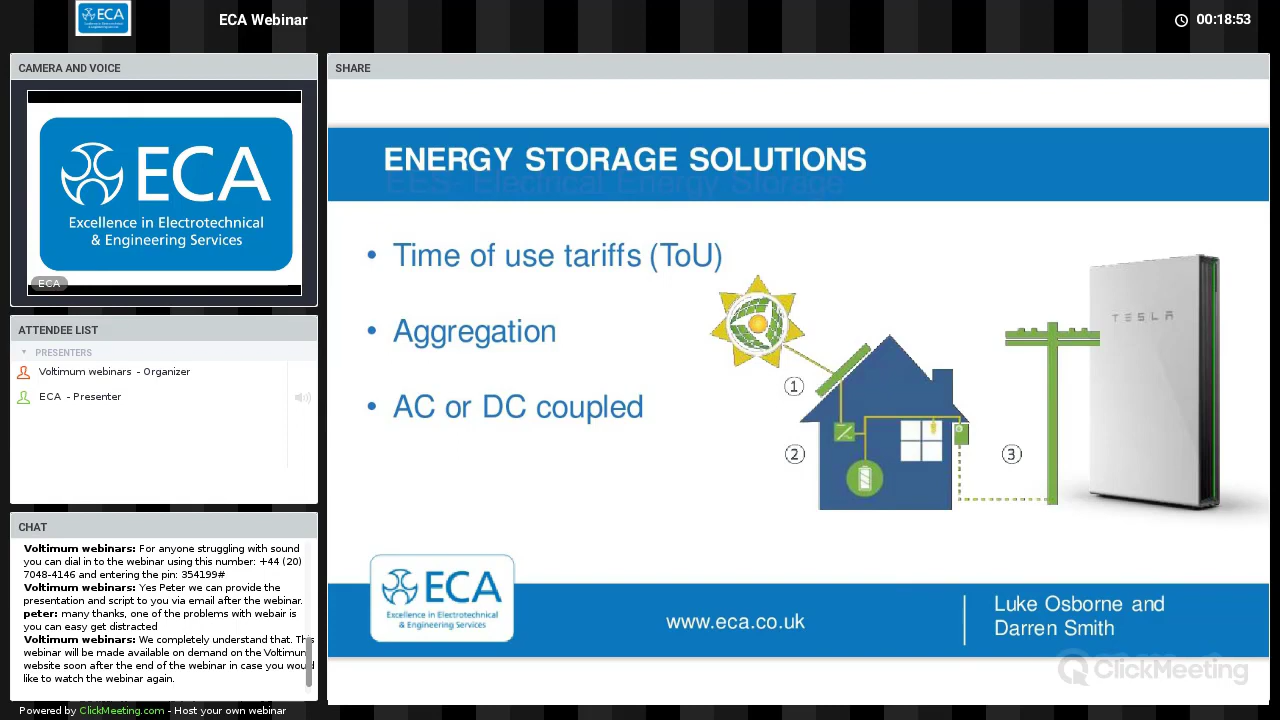 ECA
ECA Webinar
00:18:53
CAMERA AND VOICE
ECA
Excellence in Electrotechnical
& Engineering Services
ECA
ATTENDEE LIST
PRESENTERS
Voltimum webinars - Organizer
ECA - Presenter
CHAT
Voltimum webinars: For anyone struggling with sound
you can dial in to the webinar using this number: +44 (20)
7048-4146 and entering the pin: 354199#
Voltimum webinars: Yes Peter we can provide the
presentation and script to you via email after the webinar.
peter: many thanks, one of the problems with webair is
you can easy get distracted
Voltimum webinars: We completely understand that. This
webinar will be made available on demand on the Voltimum
website soon after the end of the webinar in case you would
like to watch the webinar again.
Powered by ClickMeeting.com - Host your own webinar
SHARE
ENERGY STORAGE SOLUTIONS
EES- Electrical Energy Storage
• Time of use tariffs (ToU)
• Aggregation
• AC or DC coupled
1
2
3
TESLA
ECA
Excellence in Electrotechnical
& Engineering Services
www.eca.co.uk
Luke Osborne and
Darren Smith
ClickMeeting